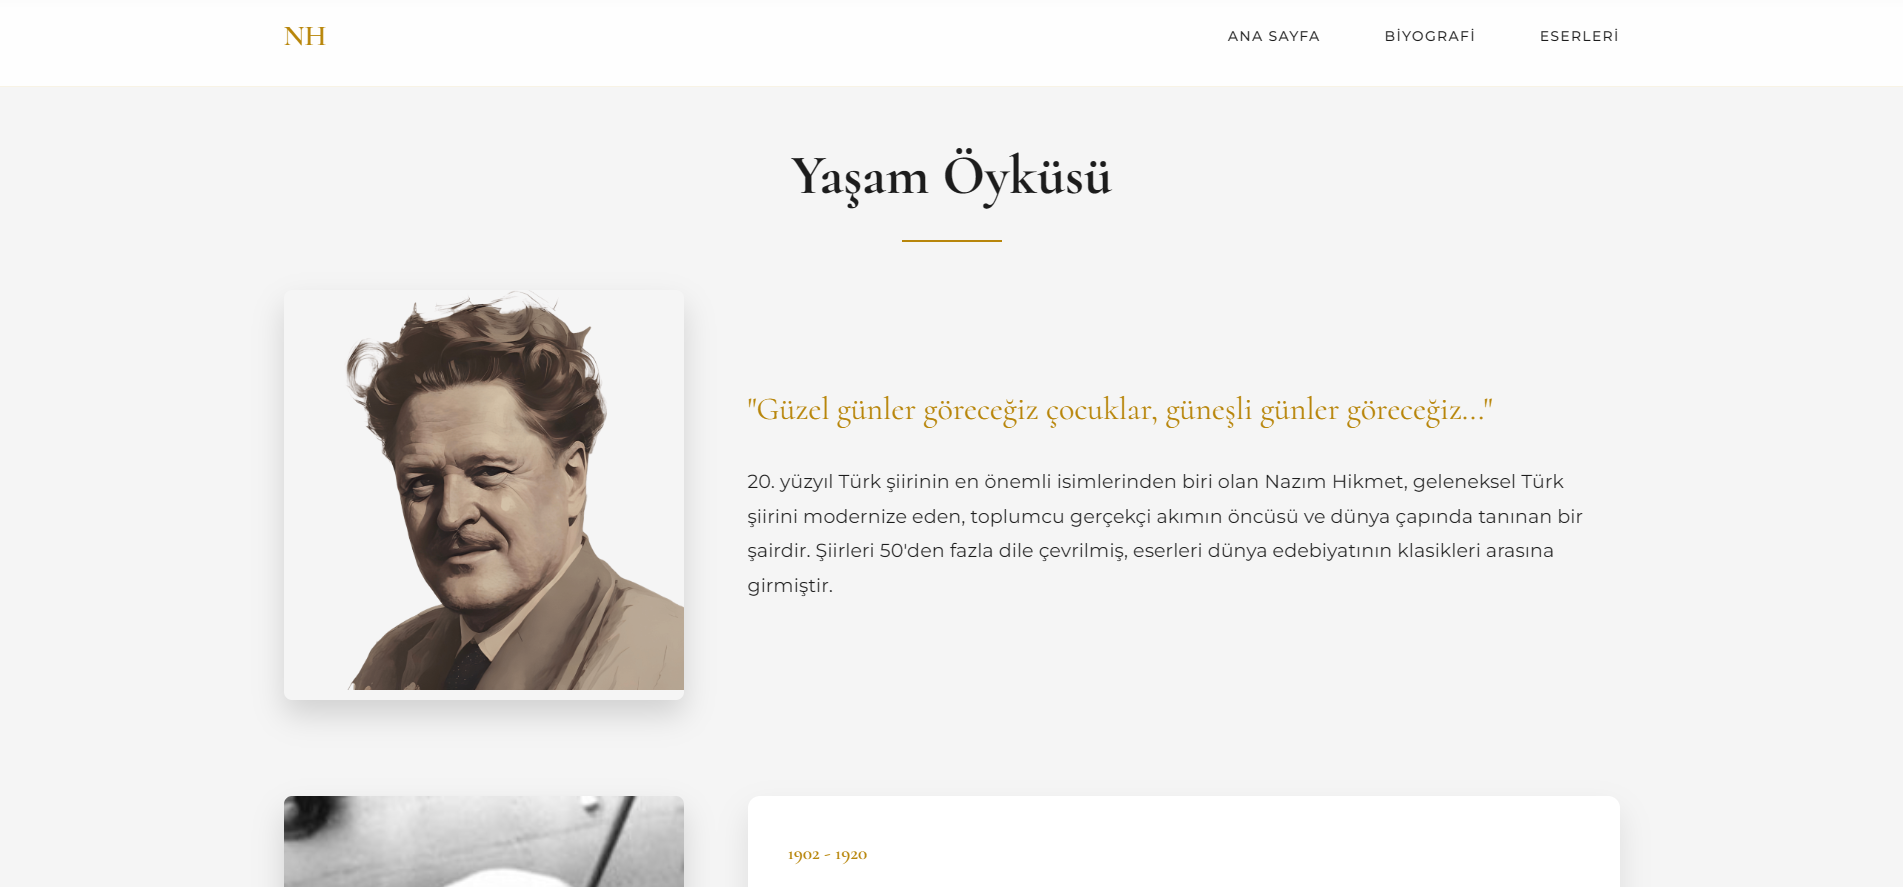 NH
ANA SAYFA
BİYOGRAFİ
ESERLERİ
Yaşam Öyküsü
"Güzel günler göreceğiz çocuklar, güneşli günler göreceğiz..."
20. yüzyıl Türk şiirinin en önemli isimlerinden biri olan Nazım Hikmet, geleneksel Türk
şiirini modernize eden, toplumcu gerçekçi akımın öncüsü ve dünya çapında tanınan bir
şairdir. Şiirleri 50'den fazla dile çevrilmiş, eserleri dünya edebiyatının klasikleri arasına
girmiştir.
1902 - 1920